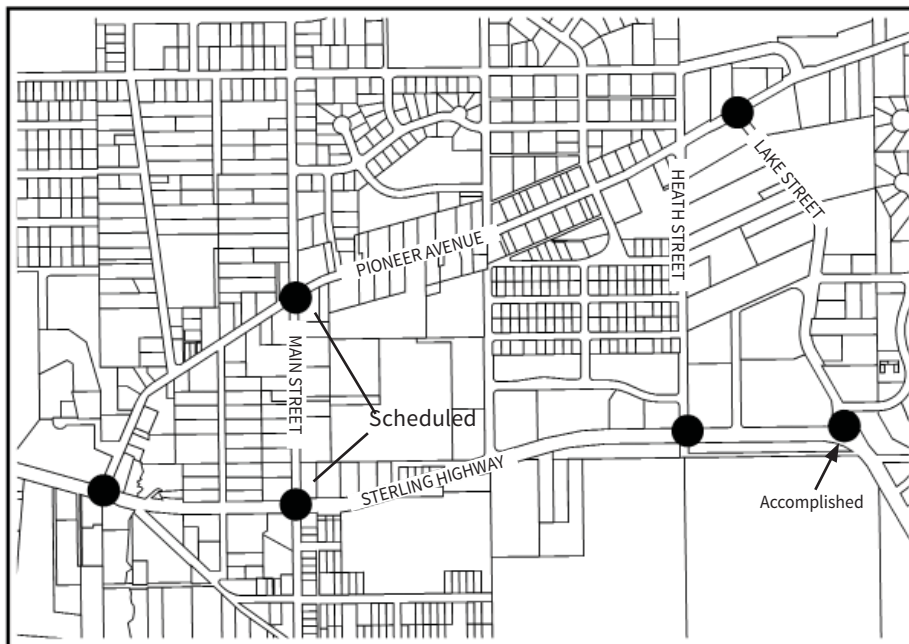 LAKE STREET
HEATH STREET
PIONEER AVENUE
MAIN STREET
Scheduled
STERLING HIGHWAY
Accomplished